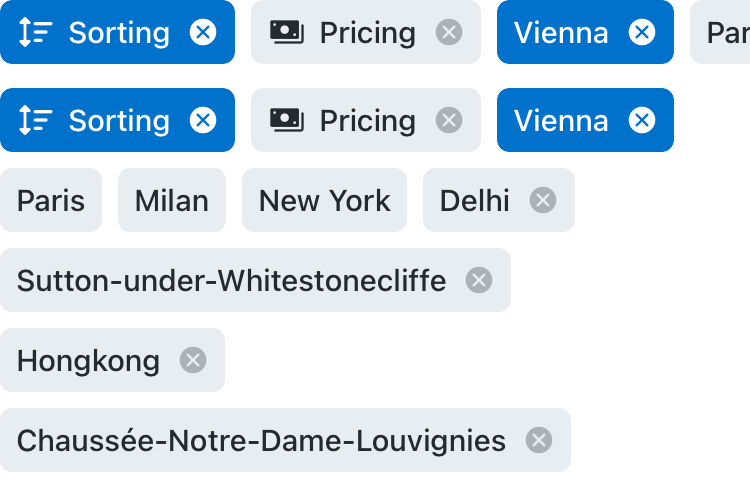 Sorting Pricing Vienna Par
Sorting Pricing Vienna
Paris Milan New York Delhi
Sutton-under-Whitestonecliffe
Hongkong
Chaussée-Notre-Dame-Louvignies